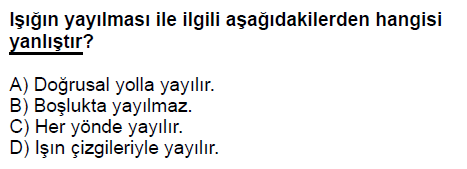 Işığın yayılması ile ilgili aşağıdakilerden hangisi
yanlıştır?
A) Doğrusal yolla yayılır.
B) Boşlukta yayılmaz.
C) Her yönde yayılır.
D) Işın çizgileriyle yayılır.